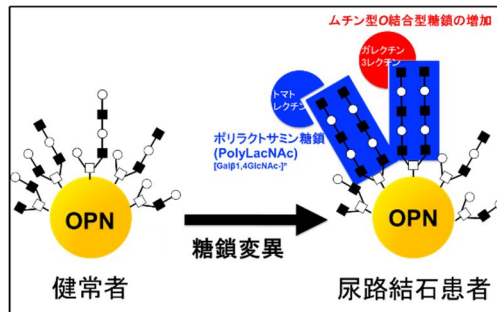 ムチン型O結合型糖鎖の増加
ガレクチン
3レクチン
トマト
レクチン
ポリラクトサミン糖鎖
(PolyLacNAc)
[Galβ1,4GlcNAc-]n
OPN
OPN
糖鎖変異
健常者
尿路結石患者